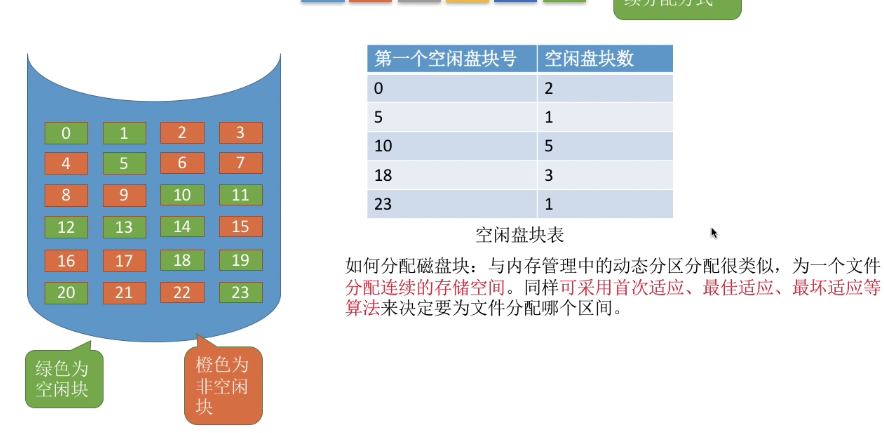 续分配方式
第一个空闲盘块号 空闲盘块数
0 2
5 1
10 5
18 3
23 1
空闲盘块表
0 1 2 3
4 5 6 7
8 9 10 11
12 13 14 15
16 17 18 19
20 21 22 23
绿色为
空闲块
橙色为
非空闲
块
如何分配磁盘块：与内存管理中的动态分区分配很类似，为一个文件
分配连续的存储空间。同样可采用首次适应、最佳适应、最坏适应等
算法来决定要为文件分配哪个区间。